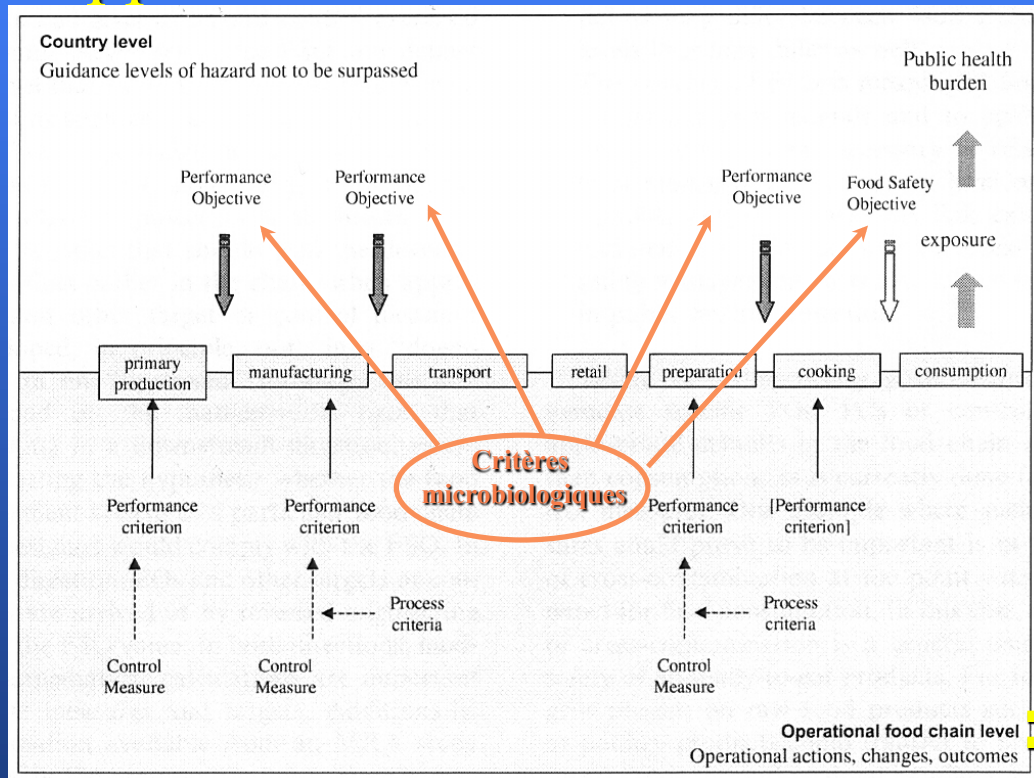 Country level
Guidance levels of hazard not to be surpassed
Public health
burden
Performance
Objective
Performance
Objective
Performance
Objective
Food Safety
Objective
exposure
primary
production
manufacturing
transport
retail
preparation
cooking
consumption
Critères
microbiologiques
Performance
criterion
Performance
criterion
Performance
criterion
[Performance
criterion]
Process
criteria
Process
criteria
Control
Measure
Control
Measure
Control
Measure
Operational food chain level
Operational actions, changes, outcomes